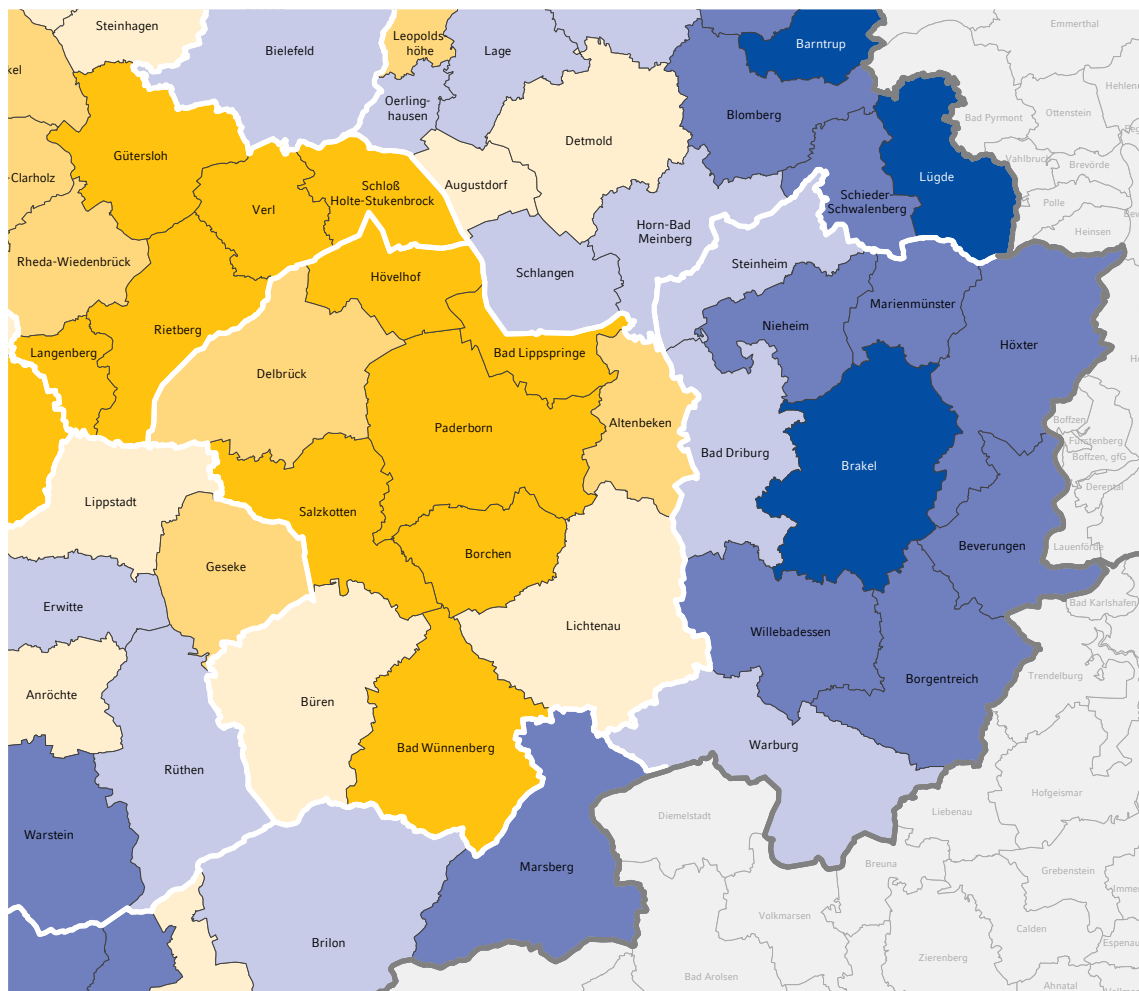 Steinhagen
Bielefeld
Leopolds
höhe
Lage
Barntrup
Emmerthal
kel
Oerling-
hausen
Blomberg
Ottenstein
Bad Pyrmont
Gütersloh
Detmold
Vahlbruch
Brevörde
-Clarholz
Augustdorf
Lügde
Schloß
Holte-Stukenbrock
Verl
Schieder-
Schwalenberg
Polle
Heinsen
Horn-Bad
Meinberg
Rheda-Wiedenbrück
Steinheim
Schlangen
Hövelhof
Marienmünster
Rietberg
Nieheim
Höxter
Langenberg
Bad Lippspringe
Delbrück
Altenbeken
Boffzen
Paderborn
Fürstenberg
Bad Driburg
Boffzen, gfG
Brakel
Derental
Lippstadt
Salzkotten
Beverungen
Lauenförde
Borchen
Geseke
Erwitte
Bad Karlshafen
Lichtenau
Willebadessen
Trendelburg
Borgentreich
Anröchte
Büren
Bad Wünnenberg
Warburg
Rüthen
Hofgeismar
Liebenau
Diemelstadt
Warstein
Marsberg
Breuna
Grebenstein
Volkmarsen
Calden
Brilon
Espenau
Zierenberg
Bad Arolsen
Ahnatal